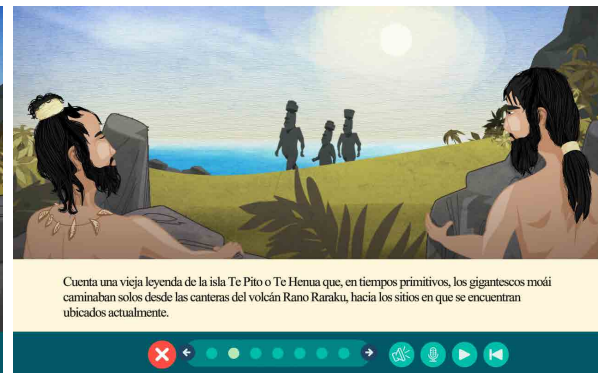 Cuenta una vieja leyenda de la isla Te Pito o Te Henua que, en tiempos primitivos, los gigantescos moái
caminaban solos desde las canteras del volcán Rano Raraku, hacia los sitios en que se encuentran
ubicados actualmente.